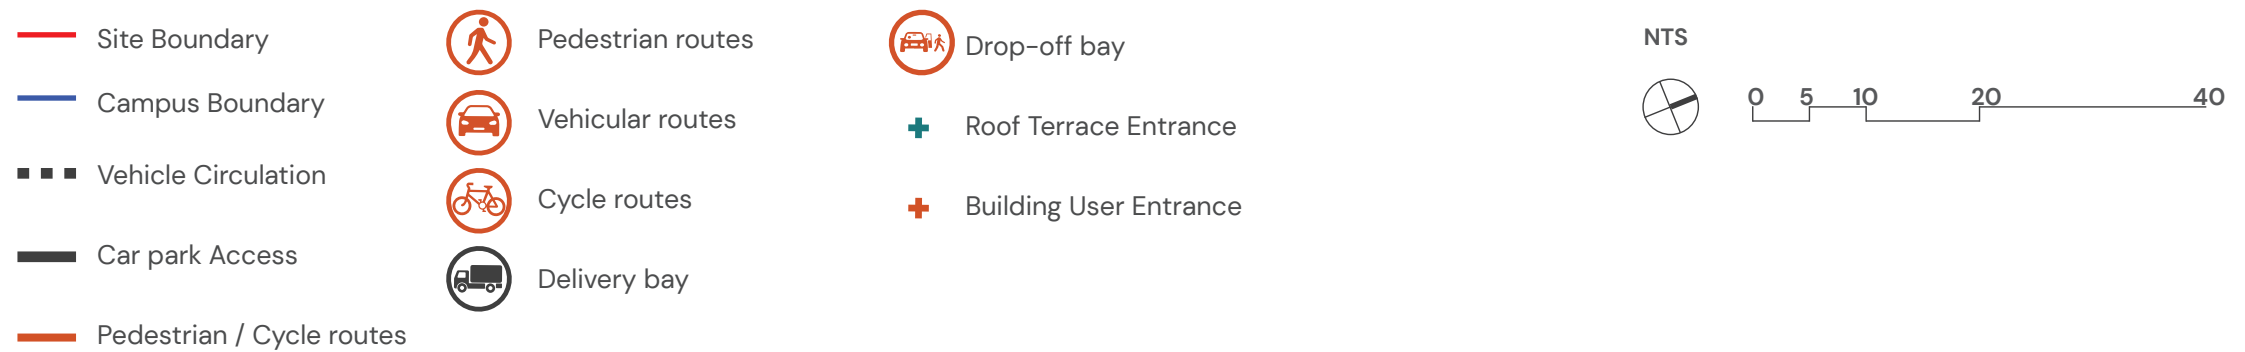 Site Boundary
Campus Boundary
Vehicle Circulation
Car park Access
Pedestrian / Cycle routes
Pedestrian routes
Vehicular routes
Cycle routes
Delivery bay
Drop-off bay
Roof Terrace Entrance
Building User Entrance
NTS
0 5 10 20 40